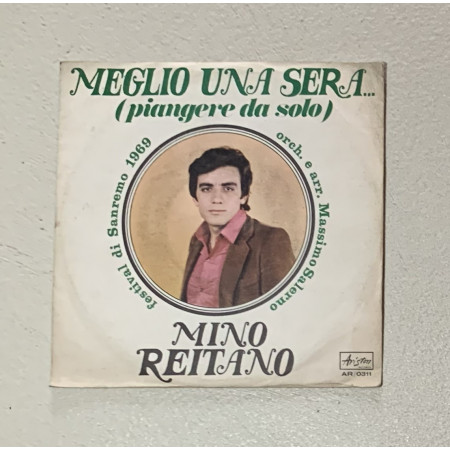 MEGLIO UNA SERA...
(piangere da solo)
festival di Sanremo 1969
orch. e arr. Massimo Salerno
MINO
REITANO
Ariston
AR/0311